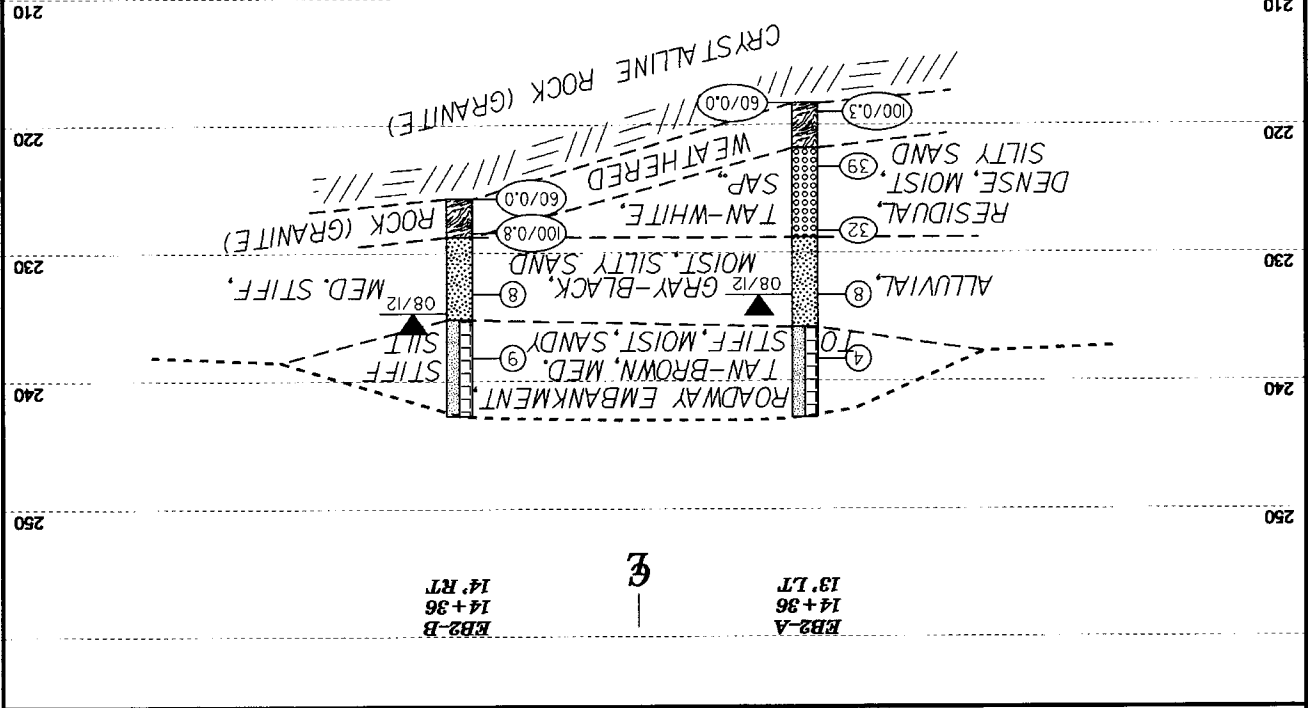 EB2-A
14+36
13' LT
℄
EB2-B
14+36
14' RT
250 250
ROADWAY EMBANKMENT,
240 240
TAN-BROWN, MED. STIFF
4 TO STIFF, MOIST, SANDY 9 SILT
ALLUVIAL, 8 08/12 GRAY-BLACK, 8 08/12 MED. STIFF,
MOIST, SILTY SAND
230 230
RESIDUAL, 32 TAN-WHITE, 100/0.8
DENSE, MOIST, 39 SAP., 60/0.0
SILTY SAND
WEATHERED ROCK (GRANITE)
220 220
100/0.3 60/0.0
CRYSTALLINE ROCK (GRANITE)
210 210